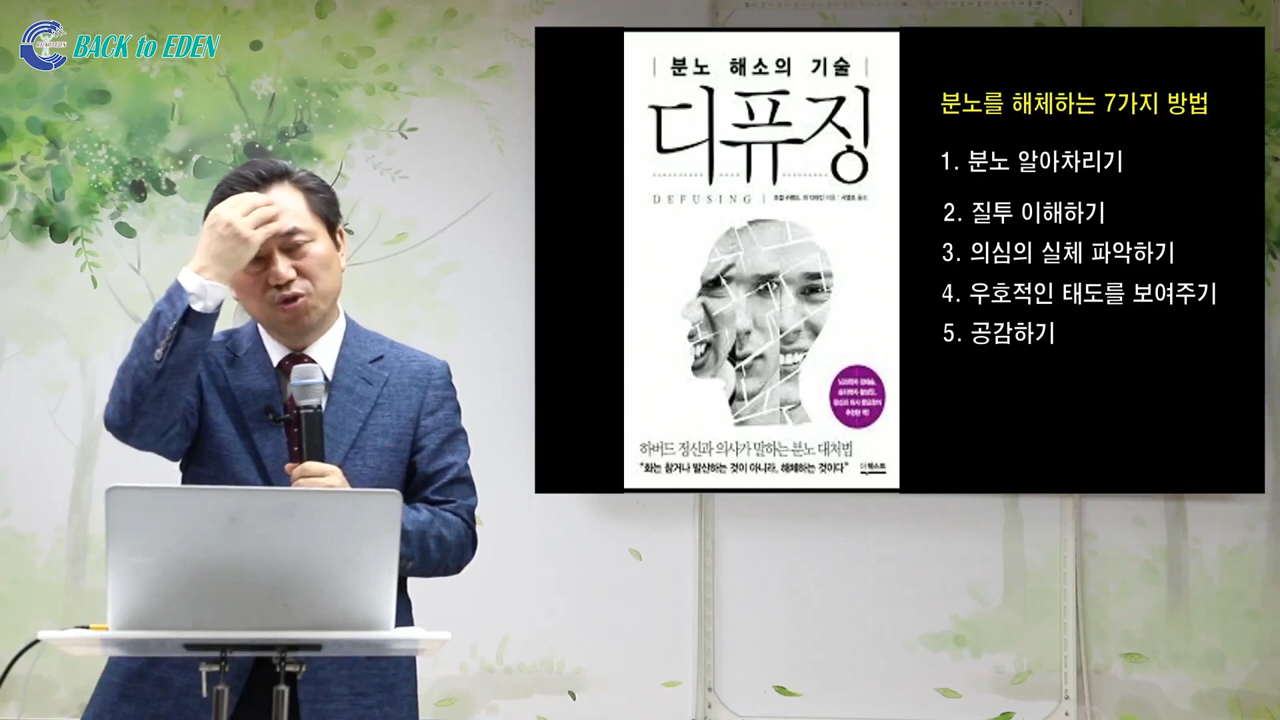 BACK to EDEN
분노 해소의 기술
디퓨징
DEFUSING
하버드 정신과 의사가 말하는 분노 대처법
"화는 참거나 발산하는 것이 아니라, 해체하는 것이다"
분노를 해체하는 7가지 방법
1. 분노 알아차리기
2. 질투 이해하기
3. 의심의 실체 파악하기
4. 우호적인 태도를 보여주기
5. 공감하기